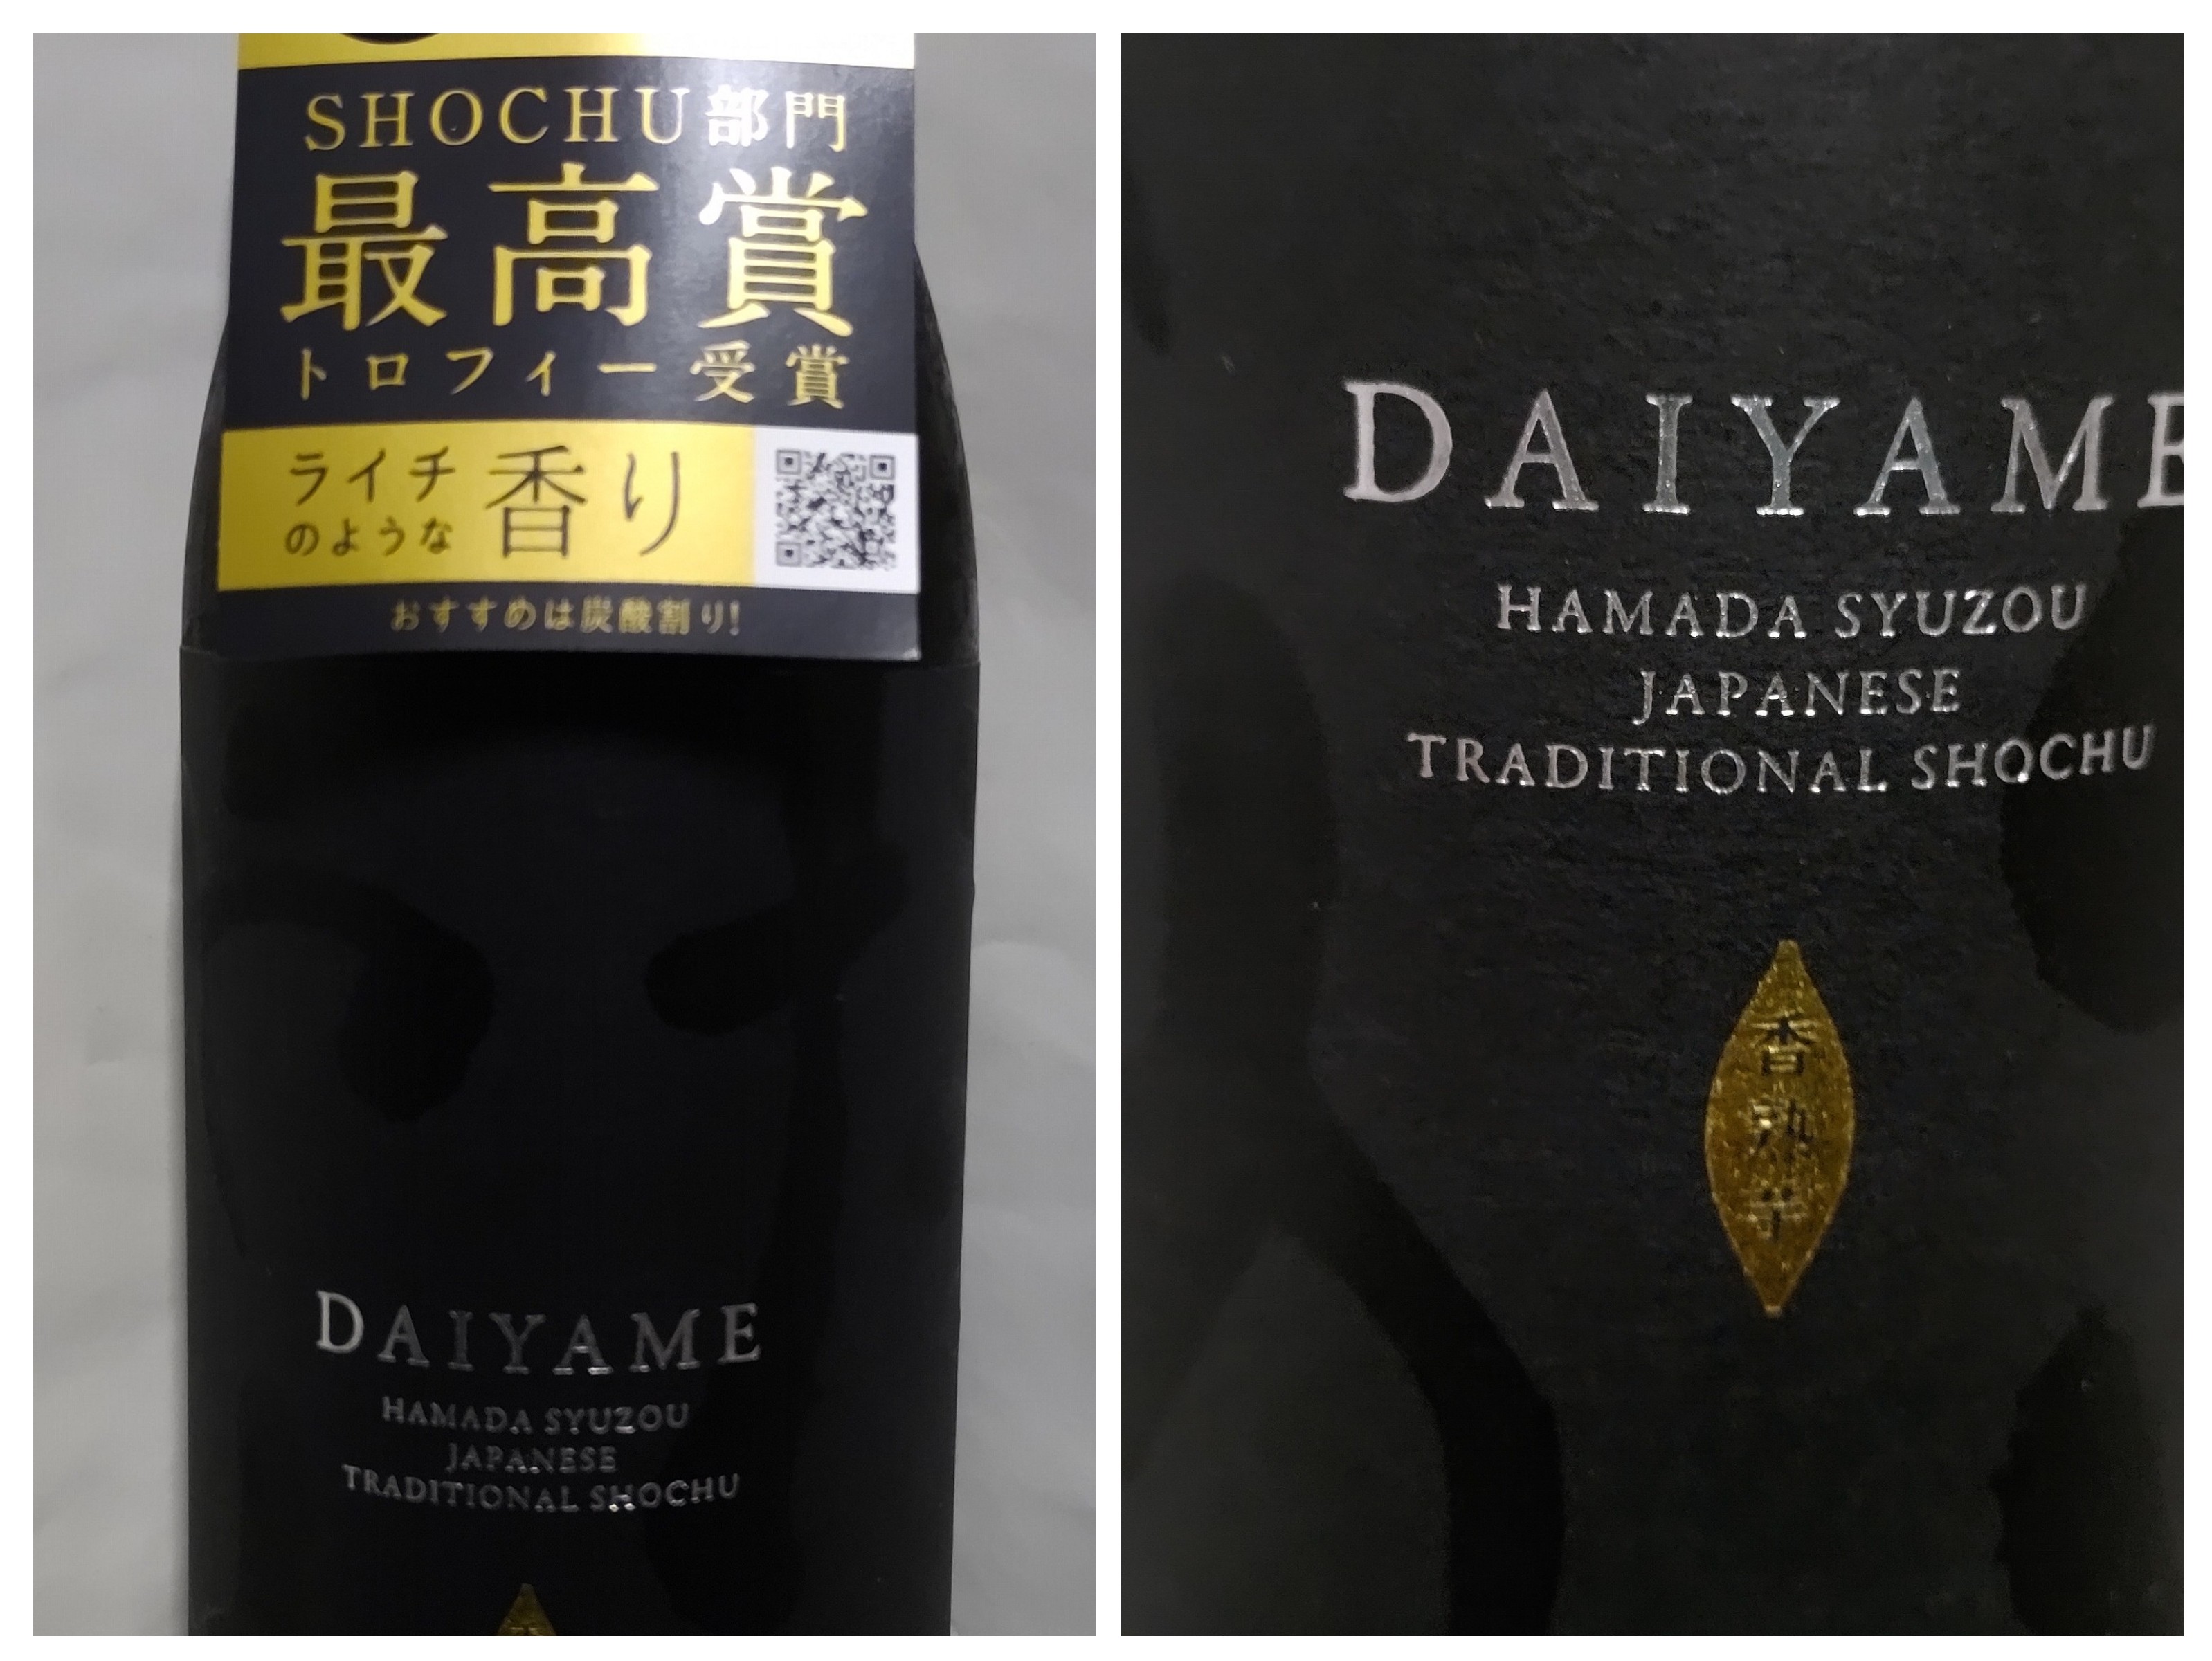 SHOCHU部門
最高賞
トロフィー受賞
ライチ
のような
香り
おすすめは炭酸割り!
DAIYAME
HAMADA SYUZOU
JAPANESE
TRADITIONAL SHOCHU
DAIYAME
HAMADA SYUZOU
JAPANESE
TRADITIONAL SHOCHU
香熟芋